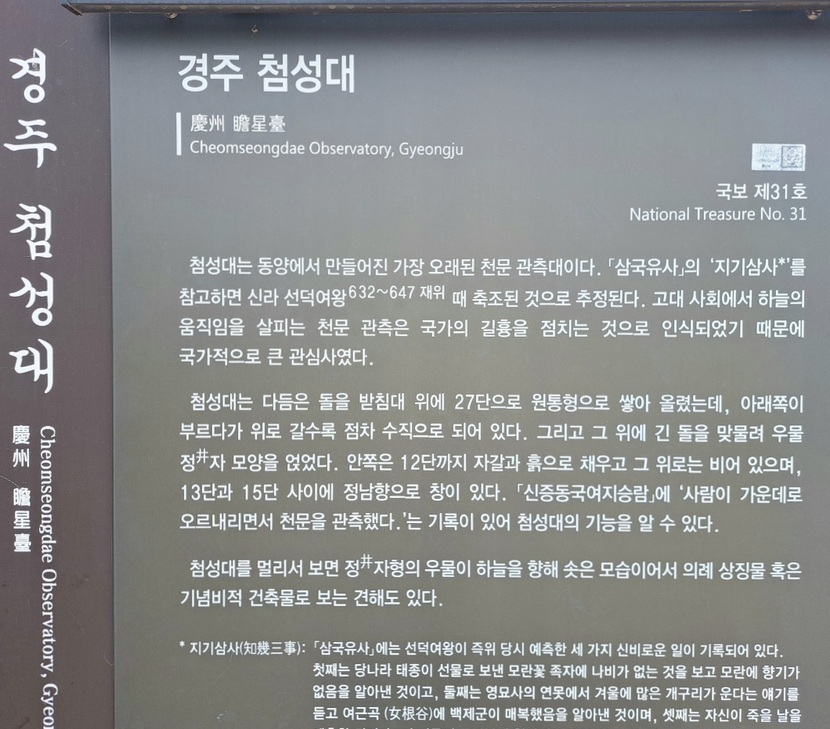 경주 첨성대
慶州 瞻星臺
Cheomseongdae Observatory, Gyeongju
국보 제31호
National Treasure No. 31
첨성대는 동양에서 만들어진 가장 오래된 천문 관측대이다. 「삼국유사」의 '지기삼사*'를
참고하면 신라 선덕여왕632~647 재위 때 축조된 것으로 추정된다. 고대 사회에서 하늘의
움직임을 살피는 천문 관측은 국가의 길흉을 점치는 것으로 인식되었기 때문에
국가적으로 큰 관심사였다.
첨성대는 다듬은 돌을 받침대 위에 27단으로 원통형으로 쌓아 올렸는데, 아래쪽이
부르다가 위로 갈수록 점차 수직으로 되어 있다. 그리고 그 위에 긴 돌을 맞물려 우물
정井자 모양을 얹었다. 안쪽은 12단까지 자갈과 흙으로 채우고 그 위로는 비어 있으며,
13단과 15단 사이에 정남향으로 창이 있다. 「신증동국여지승람」에 '사람이 가운데로
오르내리면서 천문을 관측했다.'는 기록이 있어 첨성대의 기능을 알 수 있다.
첨성대를 멀리서 보면 정井자형의 우물이 하늘을 향해 솟은 모습이어서 의례 상징물 혹은
기념비적 건축물로 보는 견해도 있다.
* 지기삼사(知幾三事): 「삼국유사」에는 선덕여왕이 즉위 당시 예측한 세 가지 신비로운 일이 기록되어 있다.
첫째는 당나라 태종이 선물로 보낸 모란꽃 족자에 나비가 없는 것을 보고 모란에 향기가
없음을 알아낸 것이고, 둘째는 영묘사의 연못에서 겨울에 많은 개구리가 운다는 얘기를
듣고 여근곡 (女根谷)에 백제군이 매복했음을 알아낸 것이며, 셋째는 자신이 죽을 날을
경주 첨성대
慶州 瞻星臺
Cheomseongdae Observatory, Gyeon